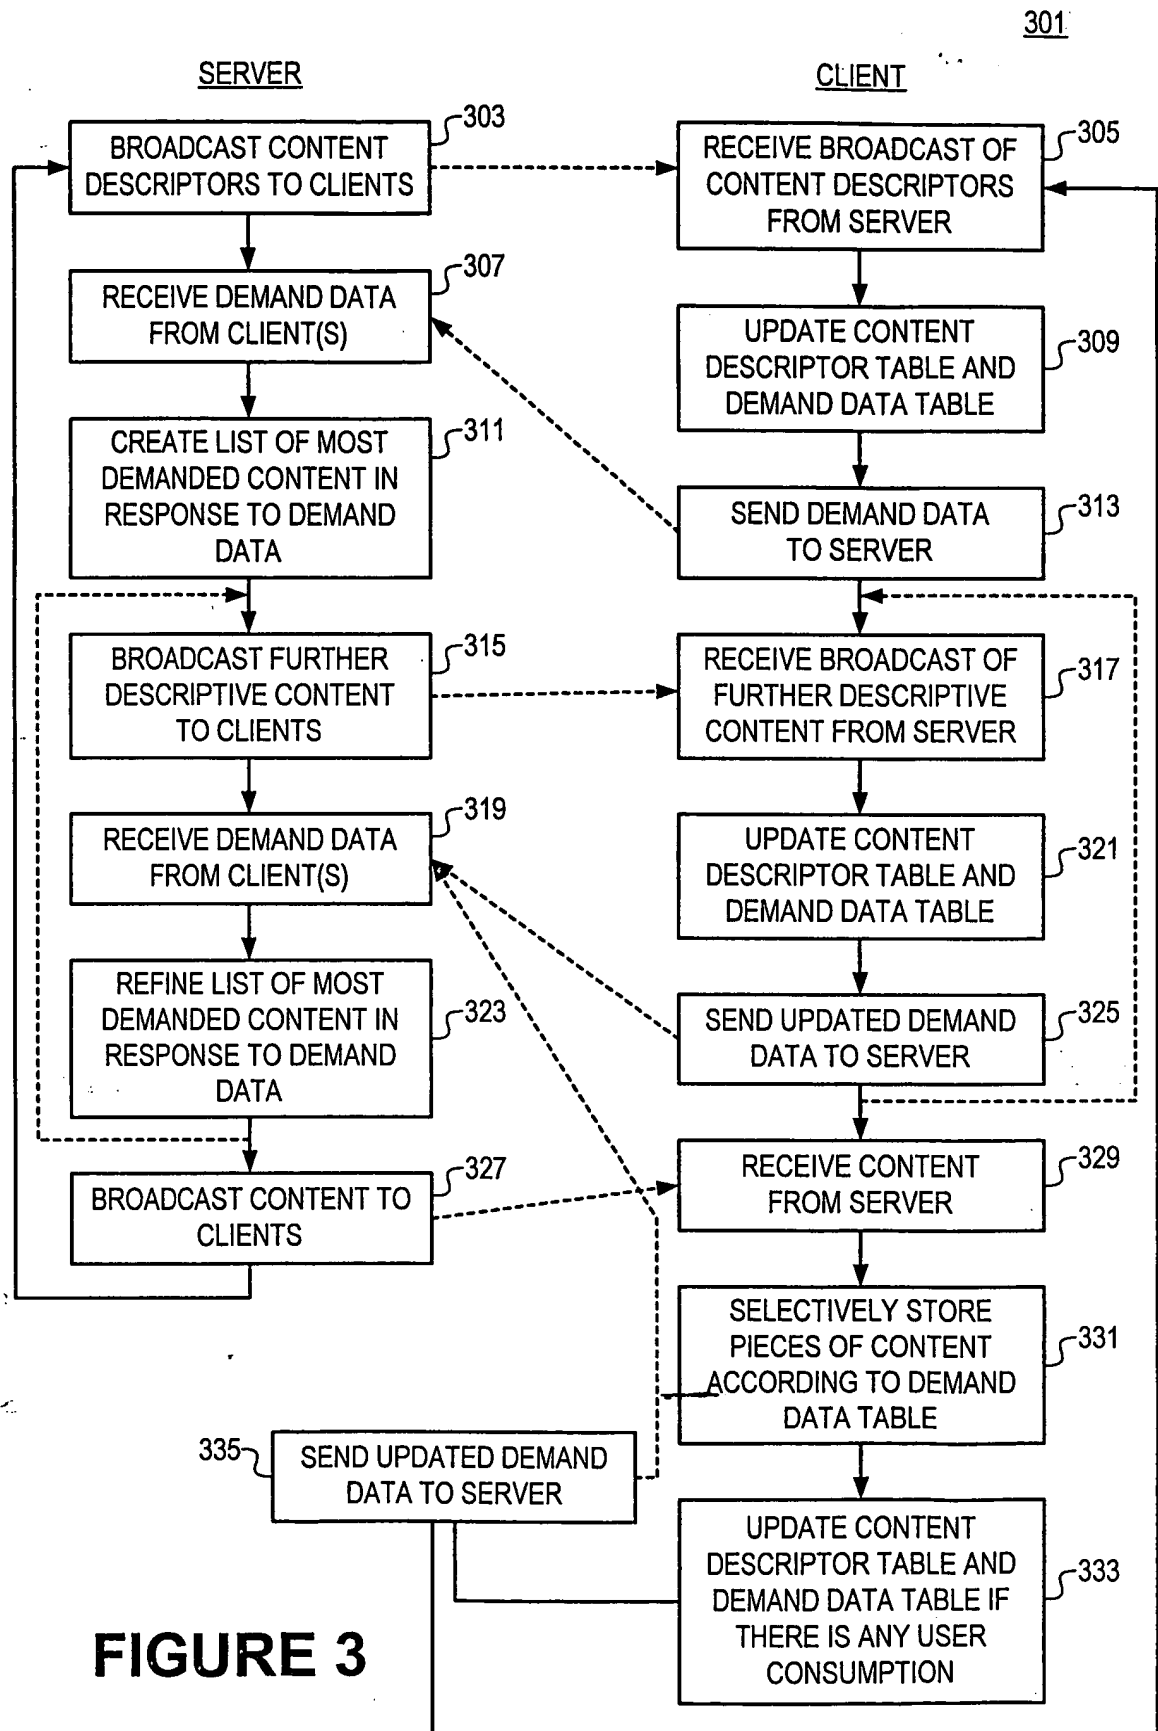 301
SERVER
CLIENT
303
BROADCAST CONTENT
DESCRIPTORS TO CLIENTS
305
RECEIVE BROADCAST OF
CONTENT DESCRIPTORS
FROM SERVER
307
RECEIVE DEMAND DATA
FROM CLIENT(S)
309
UPDATE CONTENT
DESCRIPTOR TABLE AND
DEMAND DATA TABLE
311
CREATE LIST OF MOST
DEMANDED CONTENT IN
RESPONSE TO DEMAND
DATA
313
SEND DEMAND DATA
TO SERVER
315
BROADCAST FURTHER
DESCRIPTIVE CONTENT
TO CLIENTS
317
RECEIVE BROADCAST OF
FURTHER DESCRIPTIVE
CONTENT FROM SERVER
319
RECEIVE DEMAND DATA
FROM CLIENT(S)
321
UPDATE CONTENT
DESCRIPTOR TABLE AND
DEMAND DATA TABLE
323
REFINE LIST OF MOST
DEMANDED CONTENT IN
RESPONSE TO DEMAND
DATA
325
SEND UPDATED DEMAND
DATA TO SERVER
327
BROADCAST CONTENT TO
CLIENTS
329
RECEIVE CONTENT
FROM SERVER
331
SELECTIVELY STORE
PIECES OF CONTENT
ACCORDING TO DEMAND
DATA TABLE
335
SEND UPDATED DEMAND
DATA TO SERVER
333
UPDATE CONTENT
DESCRIPTOR TABLE AND
DEMAND DATA TABLE IF
THERE IS ANY USER
CONSUMPTION
FIGURE 3